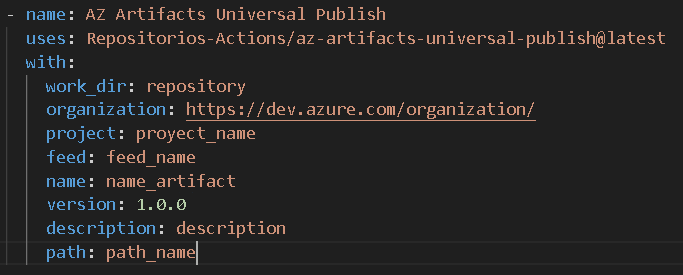 - name: AZ Artifacts Universal Publish
uses: Repositorios-Actions/az-artifacts-universal-publish@latest
with:
work_dir: repository
organization: https://dev.azure.com/organization/
project: proyect_name
feed: feed_name
name: name_artifact
version: 1.0.0
description: description
path: path_name